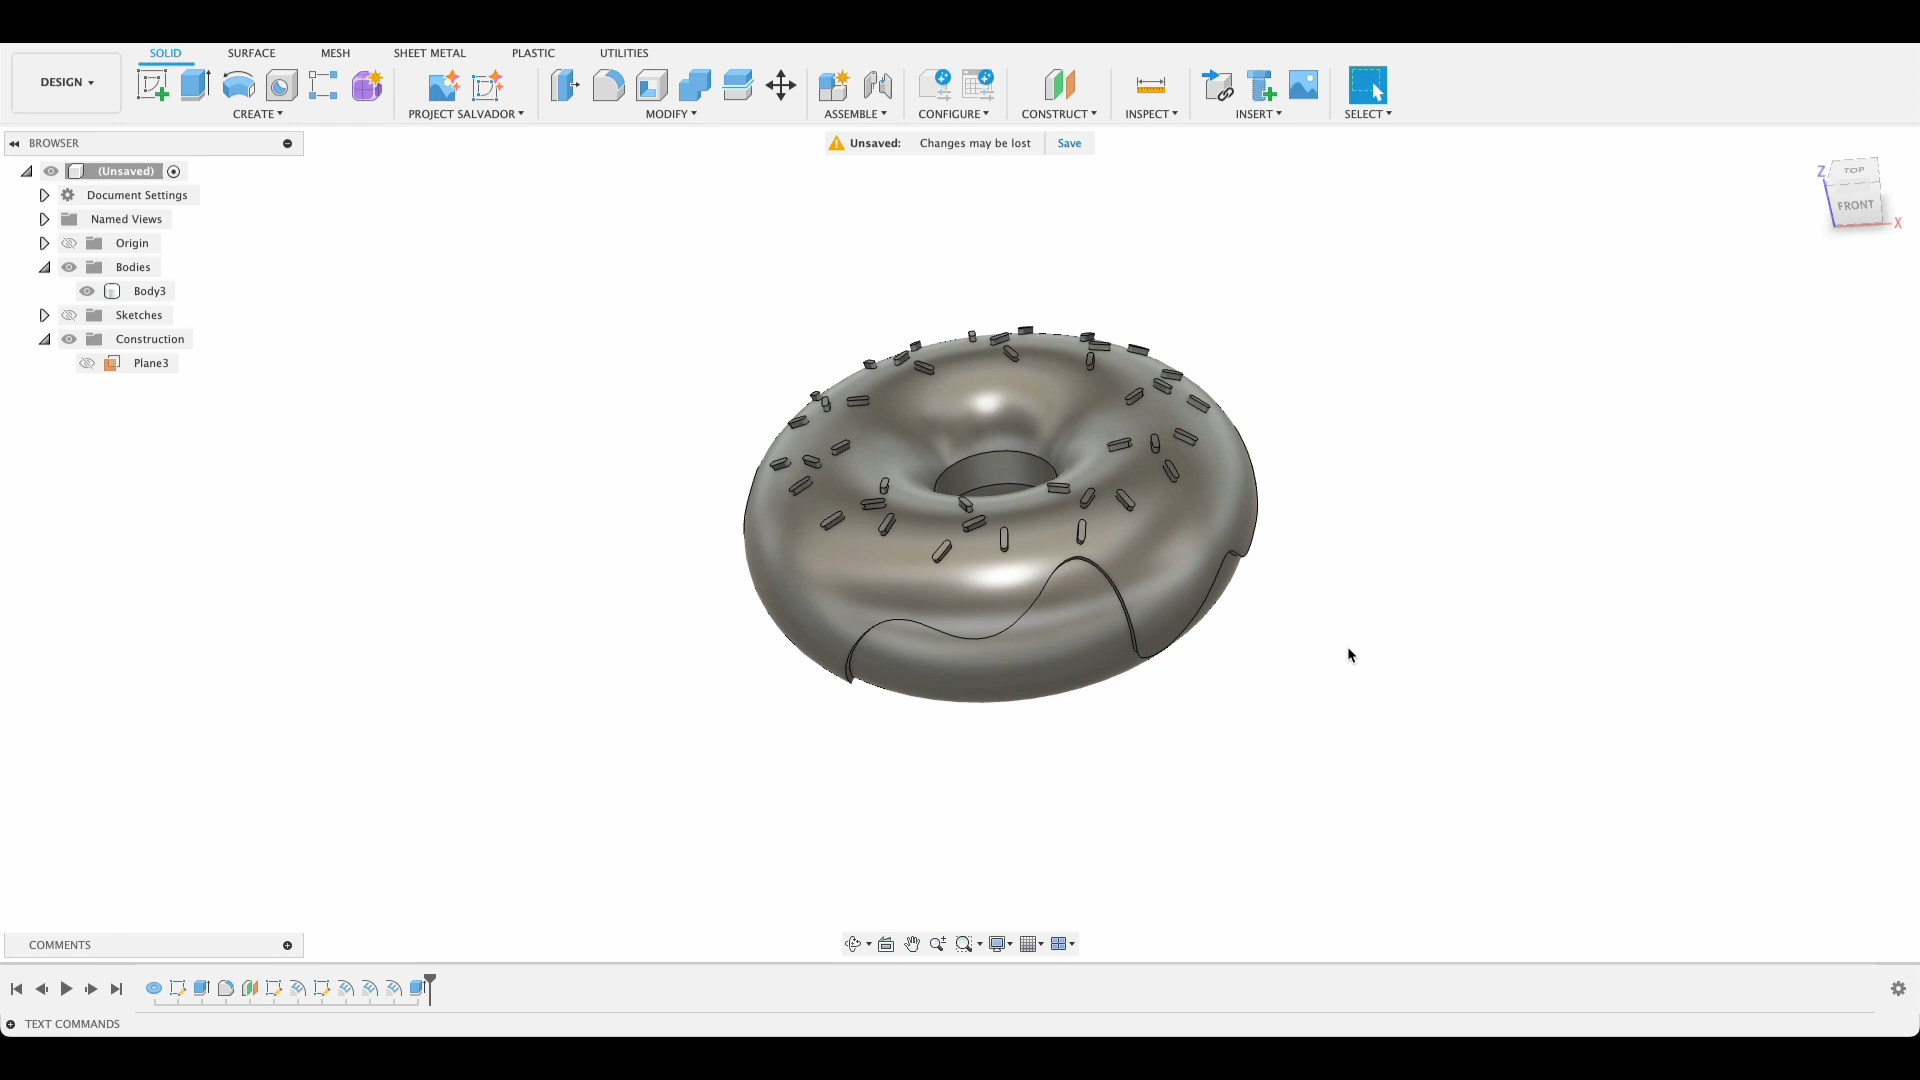 SOLID SURFACE MESH SHEET METAL PLASTIC UTILITIES
DESIGN
CREATE PROJECT SALVADOR MODIFY ASSEMBLE CONFIGURE CONSTRUCT INSPECT INSERT SELECT
BROWSER
Unsaved: Changes may be lost Save
(Unsaved)
Document Settings
Named Views
Origin
Bodies
Body3
Sketches
Construction
Plane3
Z
TOP
FRONT
X
COMMENTS
TEXT COMMANDS